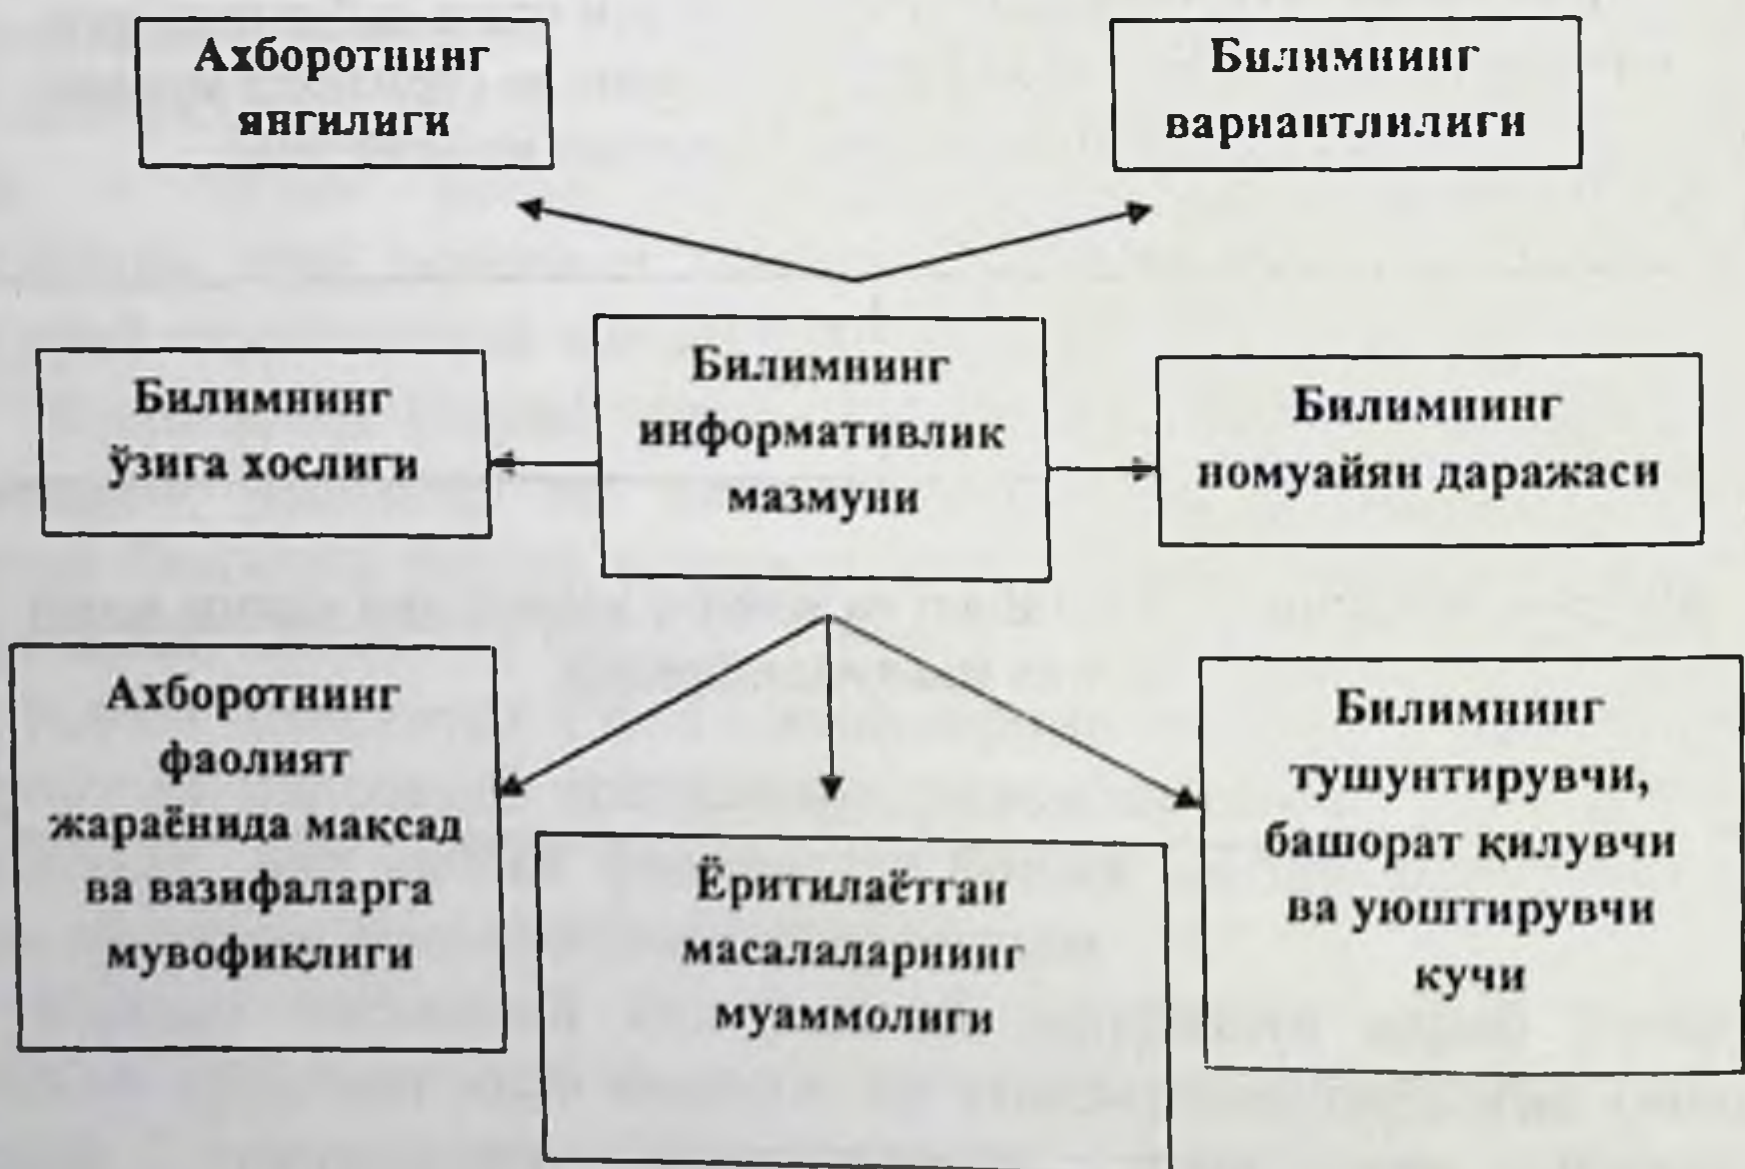 Ахборотнинг
янгилиги
Билимнинг
вариантлилиги
Билимнинг
ўзига хослиги
Билимнинг
информативлик
мазмуни
Билимнинг
номуайян даражаси
Ахборотнинг
фаолият
жараёнида мақсад
ва вазифаларга
мувофиқлиги
Ёритилаётган
масалаларнинг
муаммолиги
Билимнинг
тушунтирувчи,
башорат қилувчи
ва уюштирувчи
кучи